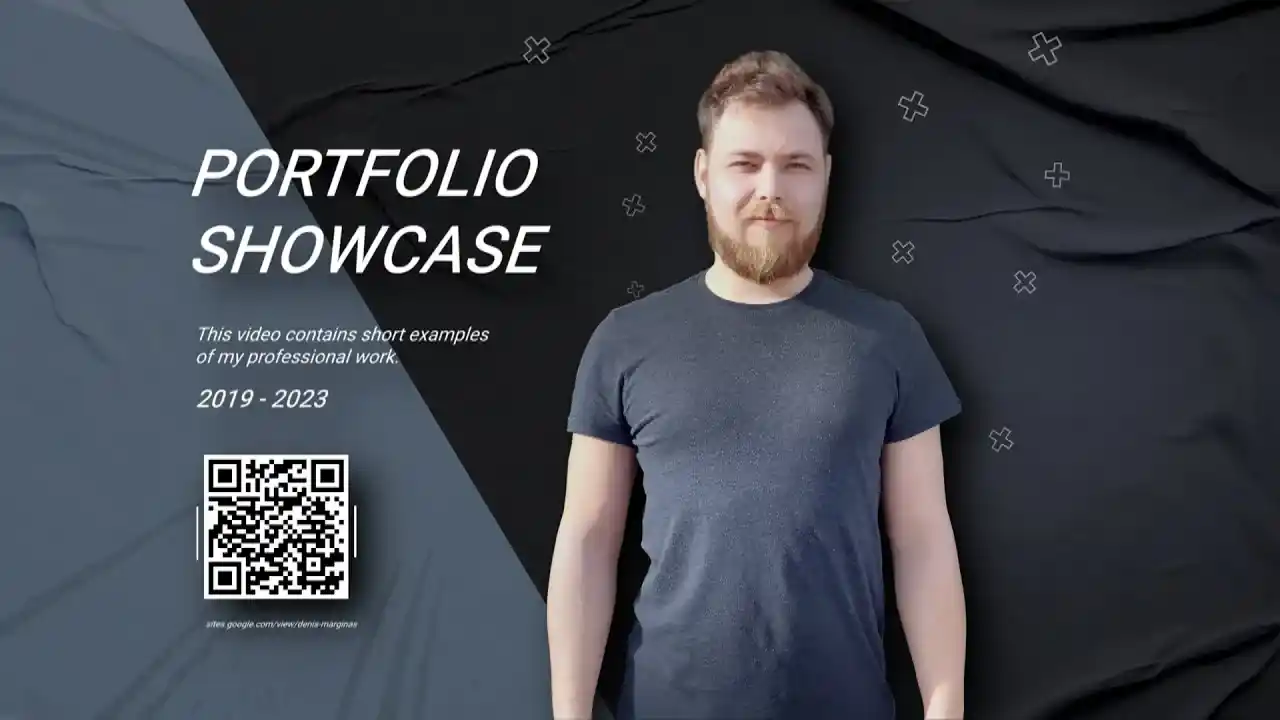 PORTFOLIO
SHOWCASE
This video contains short examples
of my professional work.
2019 - 2023
sites.google.com/view/denis-marginas